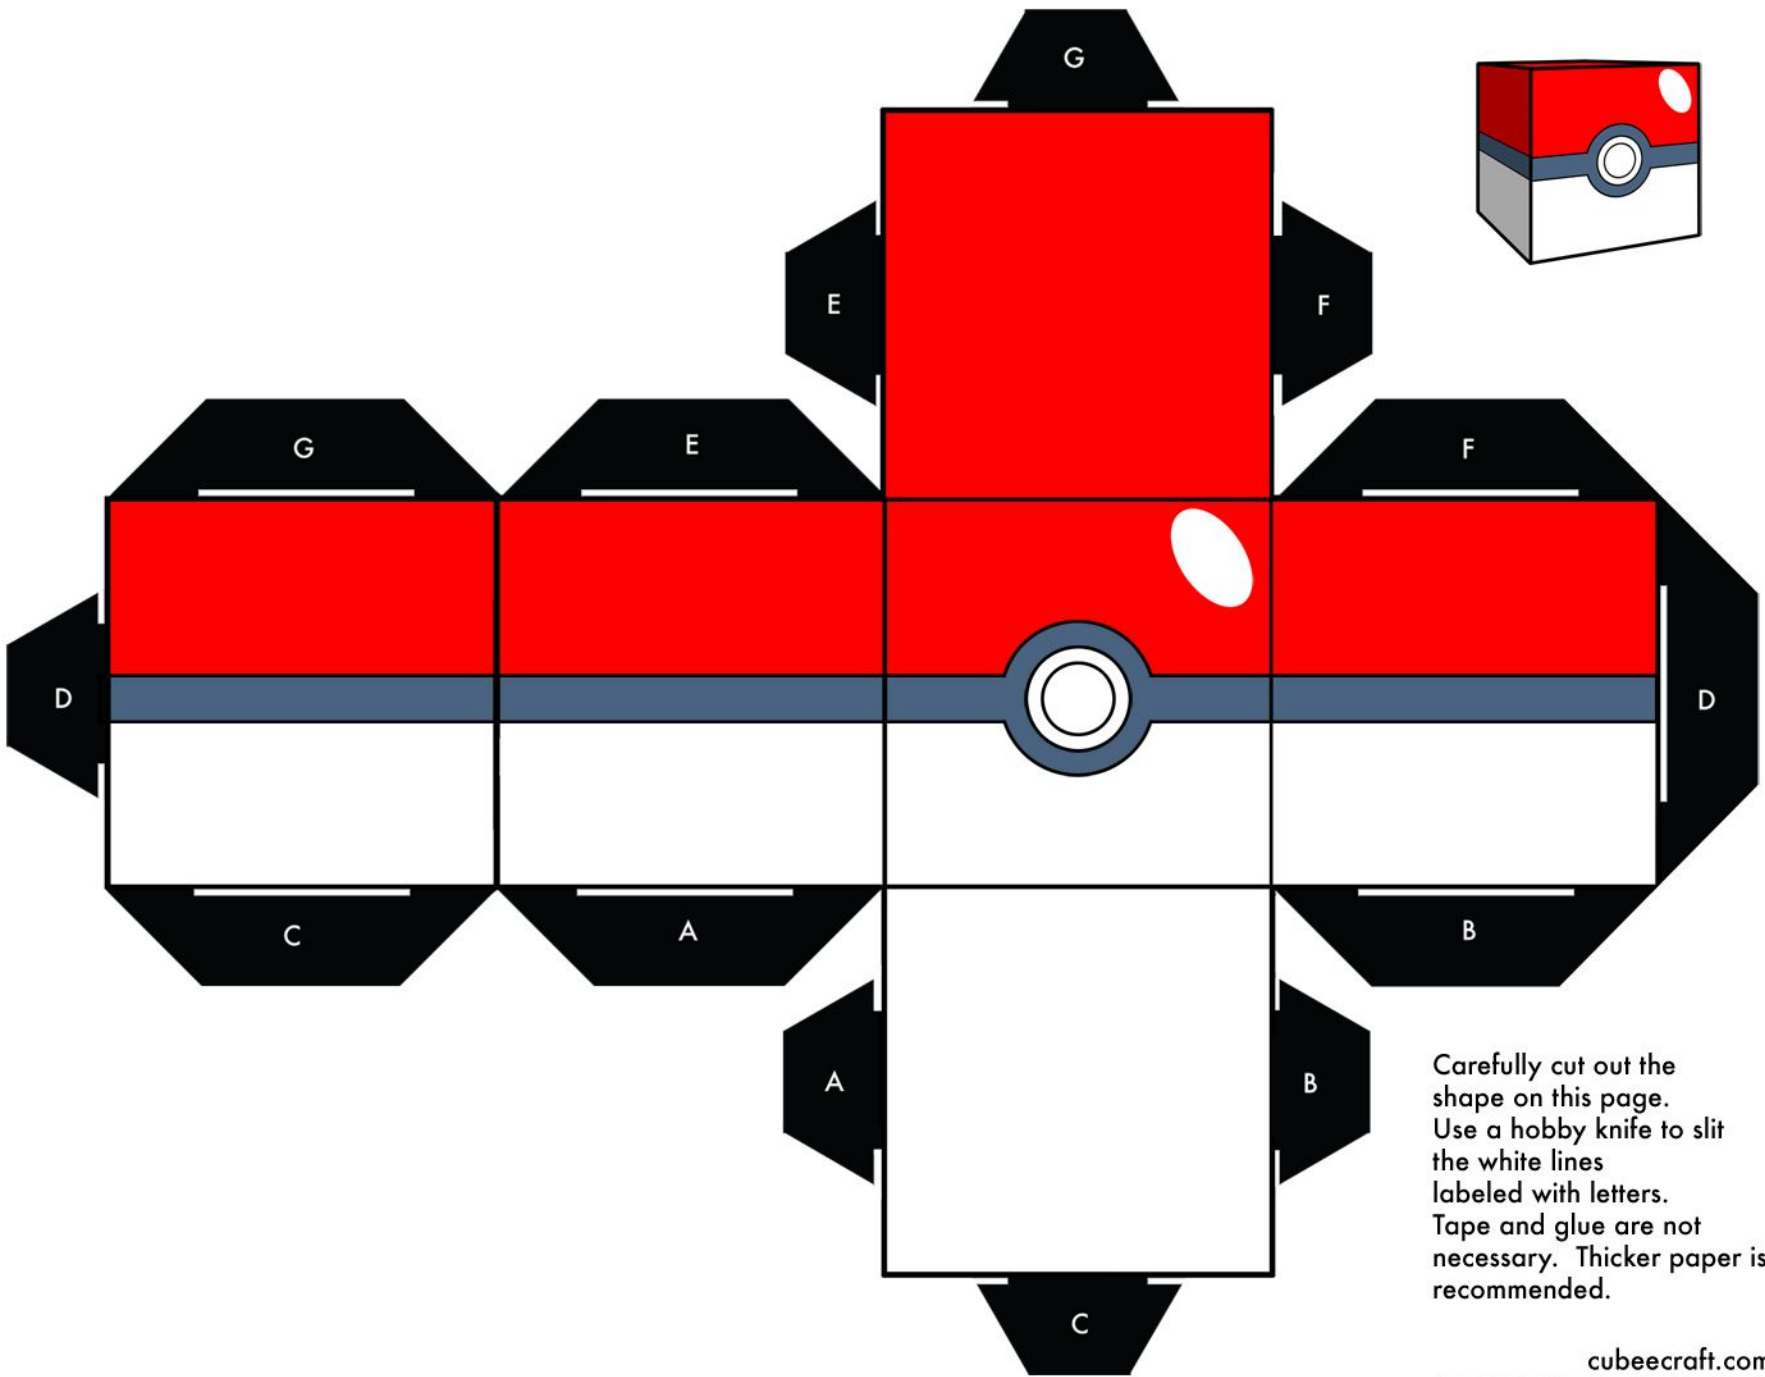 G
E
F
G
E
F
D
D
C
A
B
A
B
C
Carefully cut out the
shape on this page.
Use a hobby knife to slit
the white lines
labeled with letters.
Tape and glue are not
necessary.  Thicker paper is
recommended.
cubeecraft.com